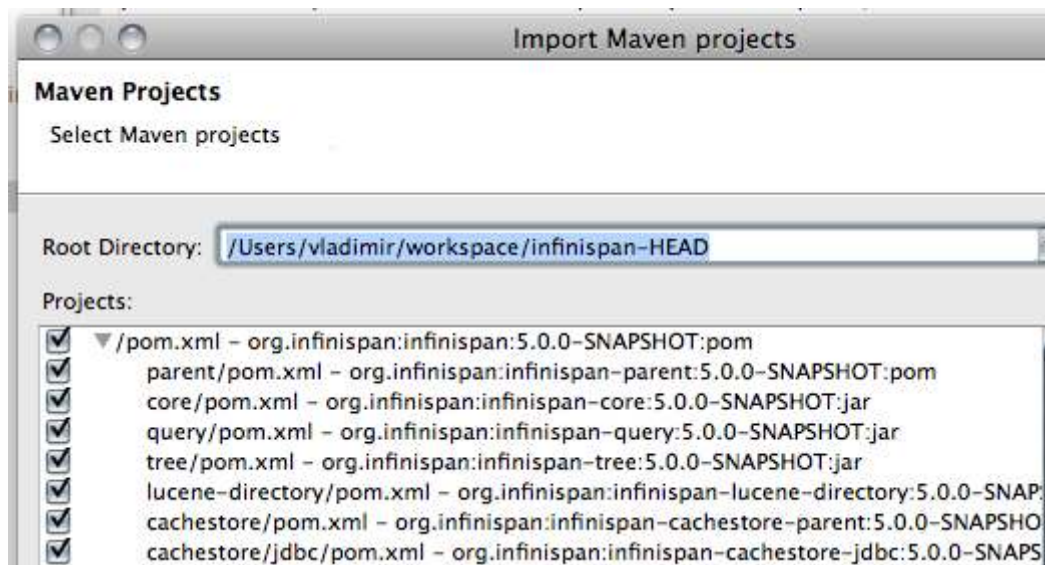 Import Maven projects
Maven Projects
Select Maven projects
Root Directory: /Users/vladimir/workspace/infinispan-HEAD
Projects:
/pom.xml – org.infinispan:infinispan:5.0.0-SNAPSHOT:pom
parent/pom.xml – org.infinispan:infinispan-parent:5.0.0-SNAPSHOT:pom
core/pom.xml – org.infinispan:infinispan-core:5.0.0-SNAPSHOT:jar
query/pom.xml – org.infinispan:infinispan-query:5.0.0-SNAPSHOT:jar
tree/pom.xml – org.infinispan:infinispan-tree:5.0.0-SNAPSHOT:jar
lucene-directory/pom.xml – org.infinispan:infinispan-lucene-directory:5.0.0-SNAP
cachestore/pom.xml – org.infinispan:infinispan-cachestore-parent:5.0.0-SNAPSHO
cachestore/jdbc/pom.xml – org.infinispan:infinispan-cachestore-jdbc:5.0.0-SNAPS